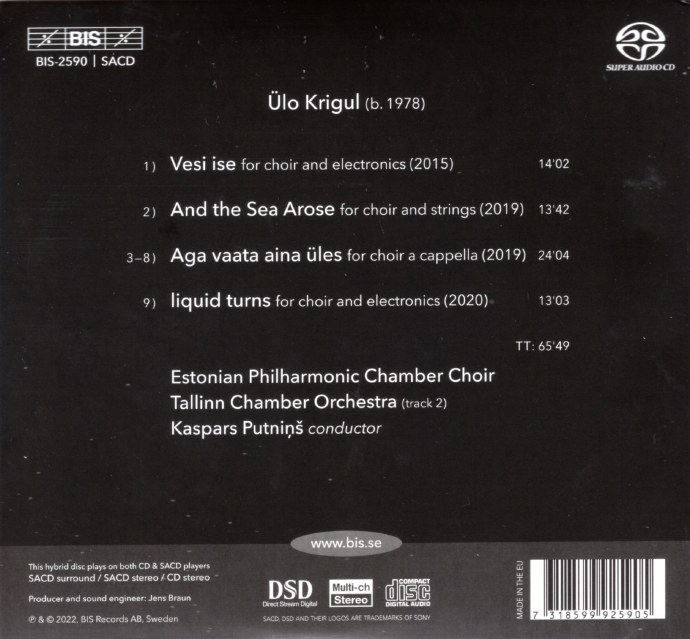 BIS
BIS-2590 | SACD
SUPER AUDIO CD
Ülo Krigul (b. 1978)
1) Vesi ise for choir and electronics (2015) 14'02
2) And the Sea Arose for choir and strings (2019) 13'42
3–8) Aga vaata aina üles for choir a cappella (2019) 24'04
9) liquid turns for choir and electronics (2020) 13'03
TT: 65'49
Estonian Philharmonic Chamber Choir
Tallinn Chamber Orchestra (track 2)
Kaspars Putniņš conductor
www.bis.se
This hybrid disc plays on both CD & SACD players
SACD surround / SACD stereo / CD stereo
Producer and sound engineer: Jens Braun
℗ & © 2022, BIS Records AB, Sweden
DSD
Direct Stream Digital
Multi-ch
Stereo
COMPACT
disc
DIGITAL AUDIO
SACD, DSD AND THEIR LOGOS ARE TRADEMARKS OF SONY
MADE IN THE EU
7 318599 925905